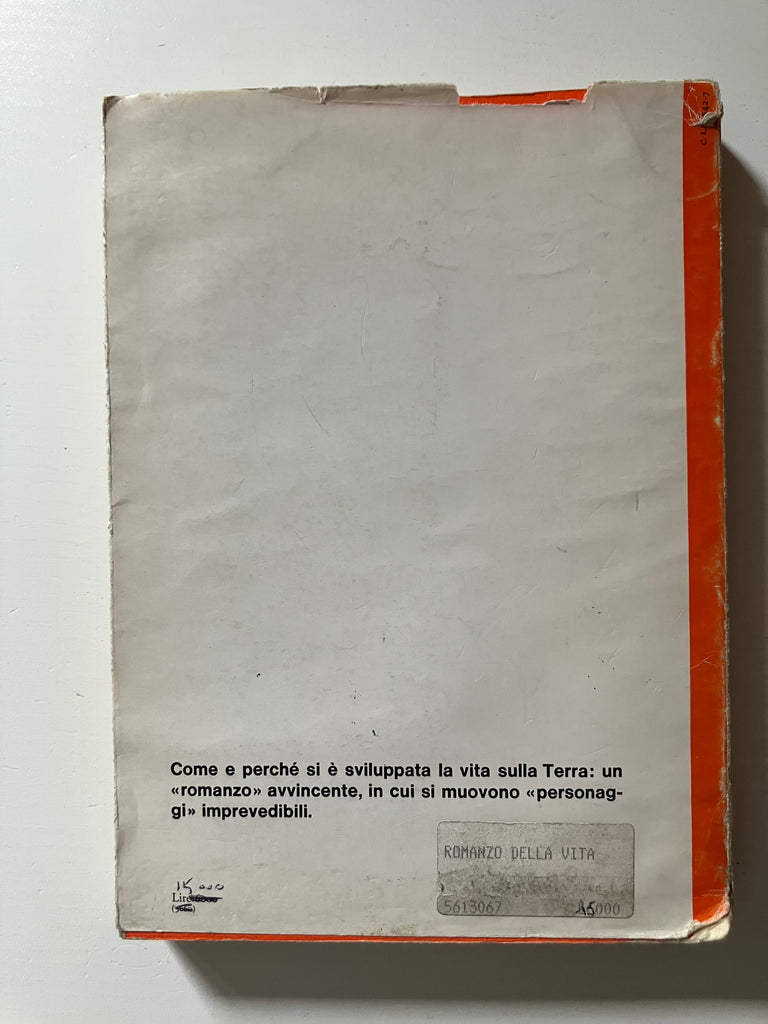 Come e perché si è sviluppata la vita sulla Terra: un
«romanzo» avvincente, in cui si muovono «personag-
gi» imprevedibili.
ROMANZO DELLA VITA
5613067 15000
15000
Lire